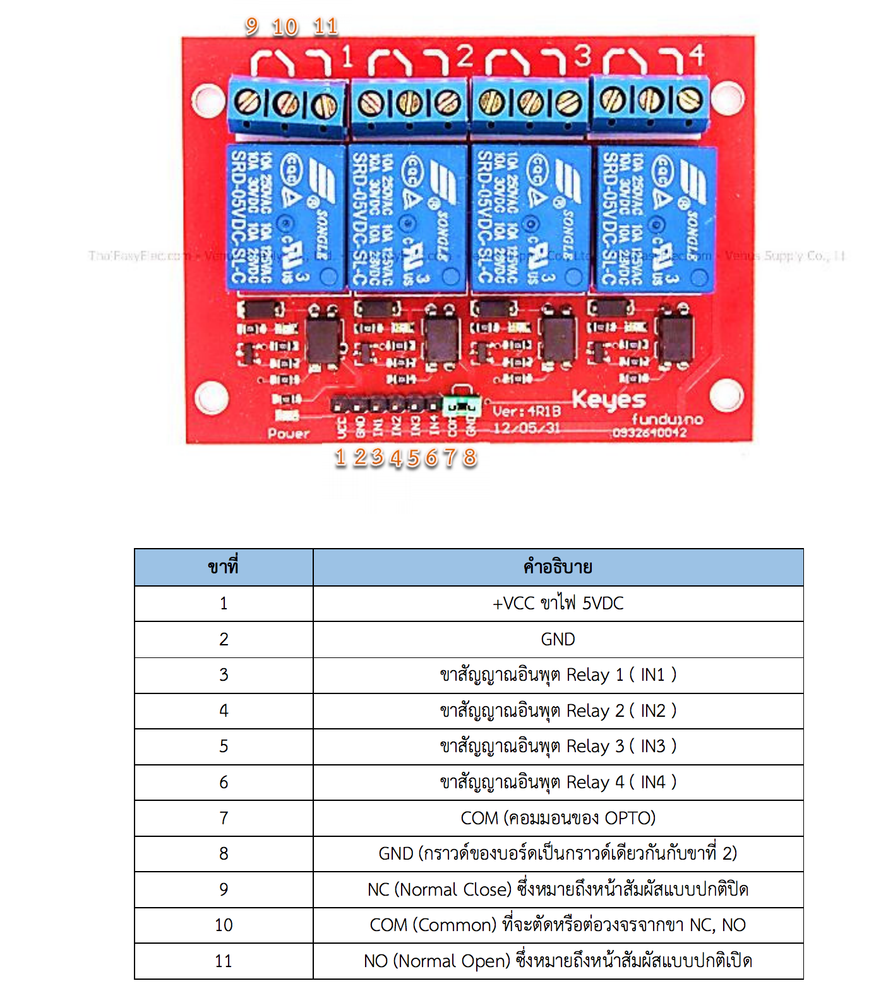 9 10 11
1 2 3 4
10A 250VAC 10A 125VAC
10A 30VDC 10A 28VDC
SRD-05VDC-SL-C
SONGLE
10A 250VAC 10A 125VAC
10A 30VDC 10A 28VDC
SRD-05VDC-SL-C
SONGLE
10A 250VAC 10A 125VAC
10A 30VDC 10A 28VDC
SRD-05VDC-SL-C
SONGLE
10A 250VAC 10A 125VAC
10A 30VDC 10A 28VDC
SRD-05VDC-SL-C
SONGLE
Keyes
funduino
0932640042
Ver:4R1B
12/05/31
Power
VCC GND IN1 IN2 IN3 IN4 COM GND
1 2 3 4 5 6 7 8
ขาที่ คำอธิบาย
1 +VCC ขาไฟ 5VDC
2 GND
3 ขาสัญญาณอินพุต Relay 1 ( IN1 )
4 ขาสัญญาณอินพุต Relay 2 ( IN2 )
5 ขาสัญญาณอินพุต Relay 3 ( IN3 )
6 ขาสัญญาณอินพุต Relay 4 ( IN4 )
7 COM (คอมมอนของ OPTO)
8 GND (กราวด์ของบอร์ดเป็นกราวด์เดียวกันกับขาที่ 2)
9 NC (Normal Close) ซึ่งหมายถึงหน้าสัมผัสแบบปกติปิด
10 COM (Common) ที่จะตัดหรือต่อวงจรจากขา NC, NO
11 NO (Normal Open) ซึ่งหมายถึงหน้าสัมผัสแบบปกติเปิด